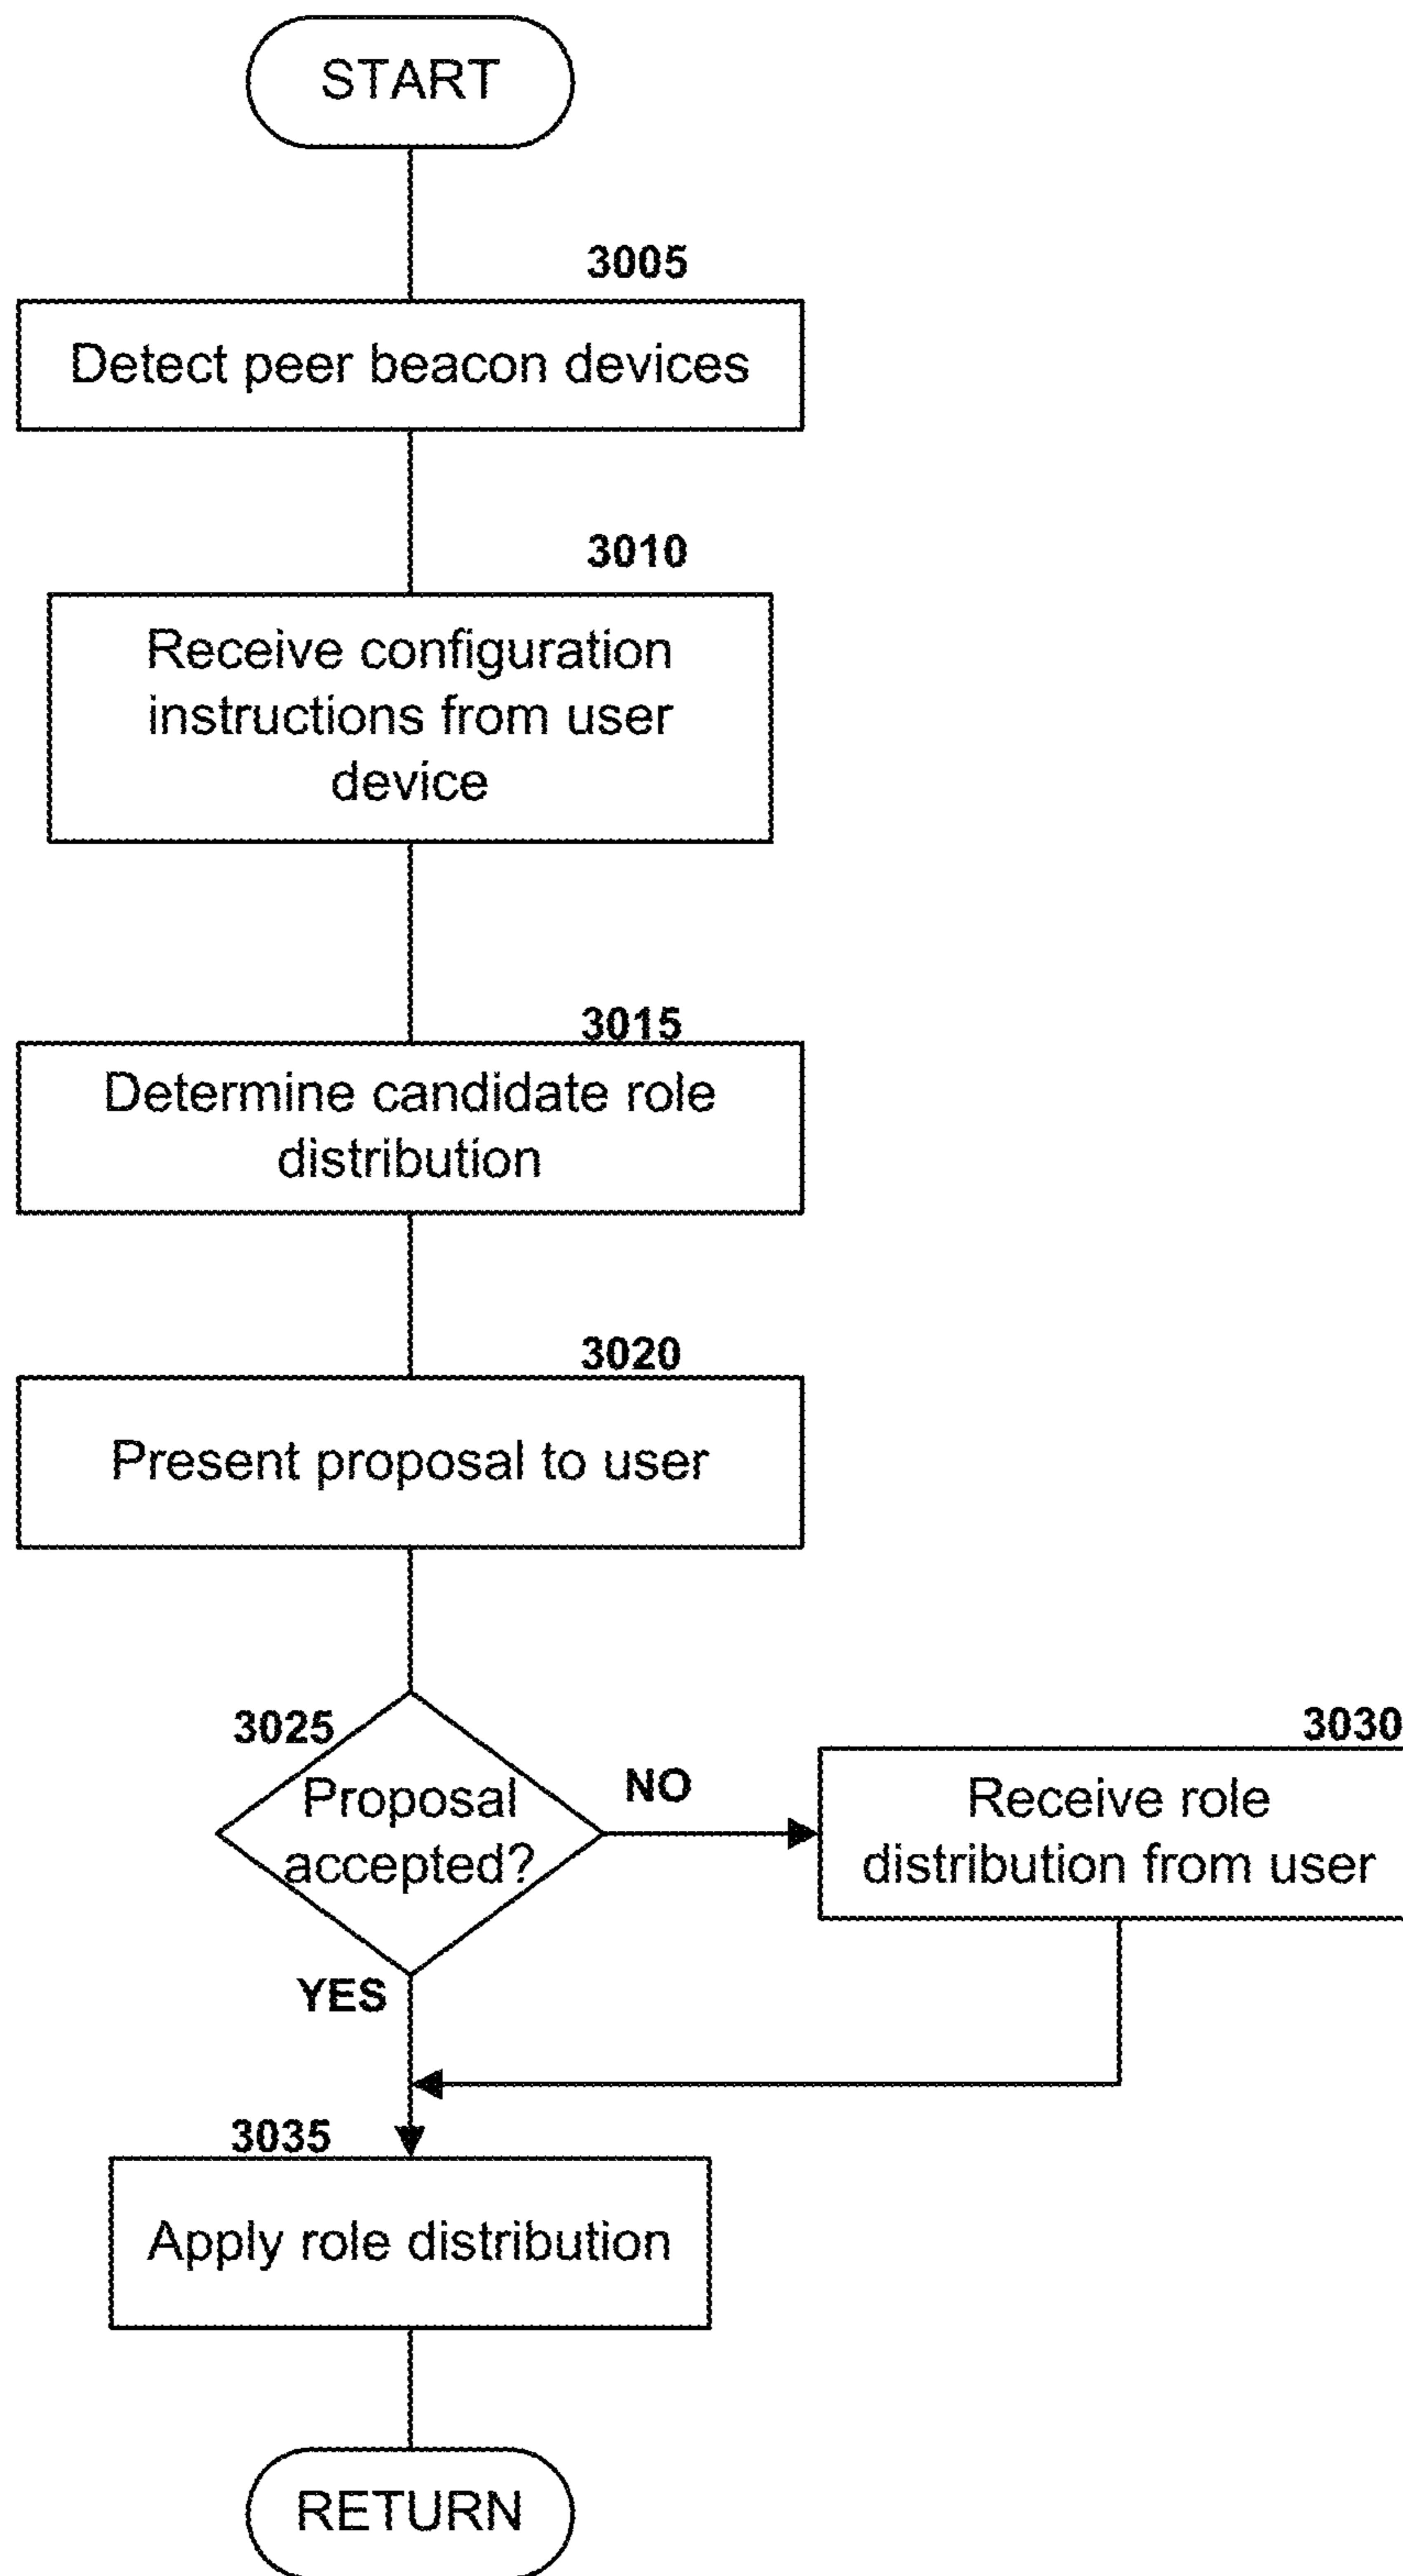 START
3005
Detect peer beacon devices
3010
Receive configuration
instructions from user
device
3015
Determine candidate role
distribution
3020
Present proposal to user
3025
Proposal
accepted?
NO
3030
Receive role
distribution from user
YES
3035
Apply role distribution
RETURN